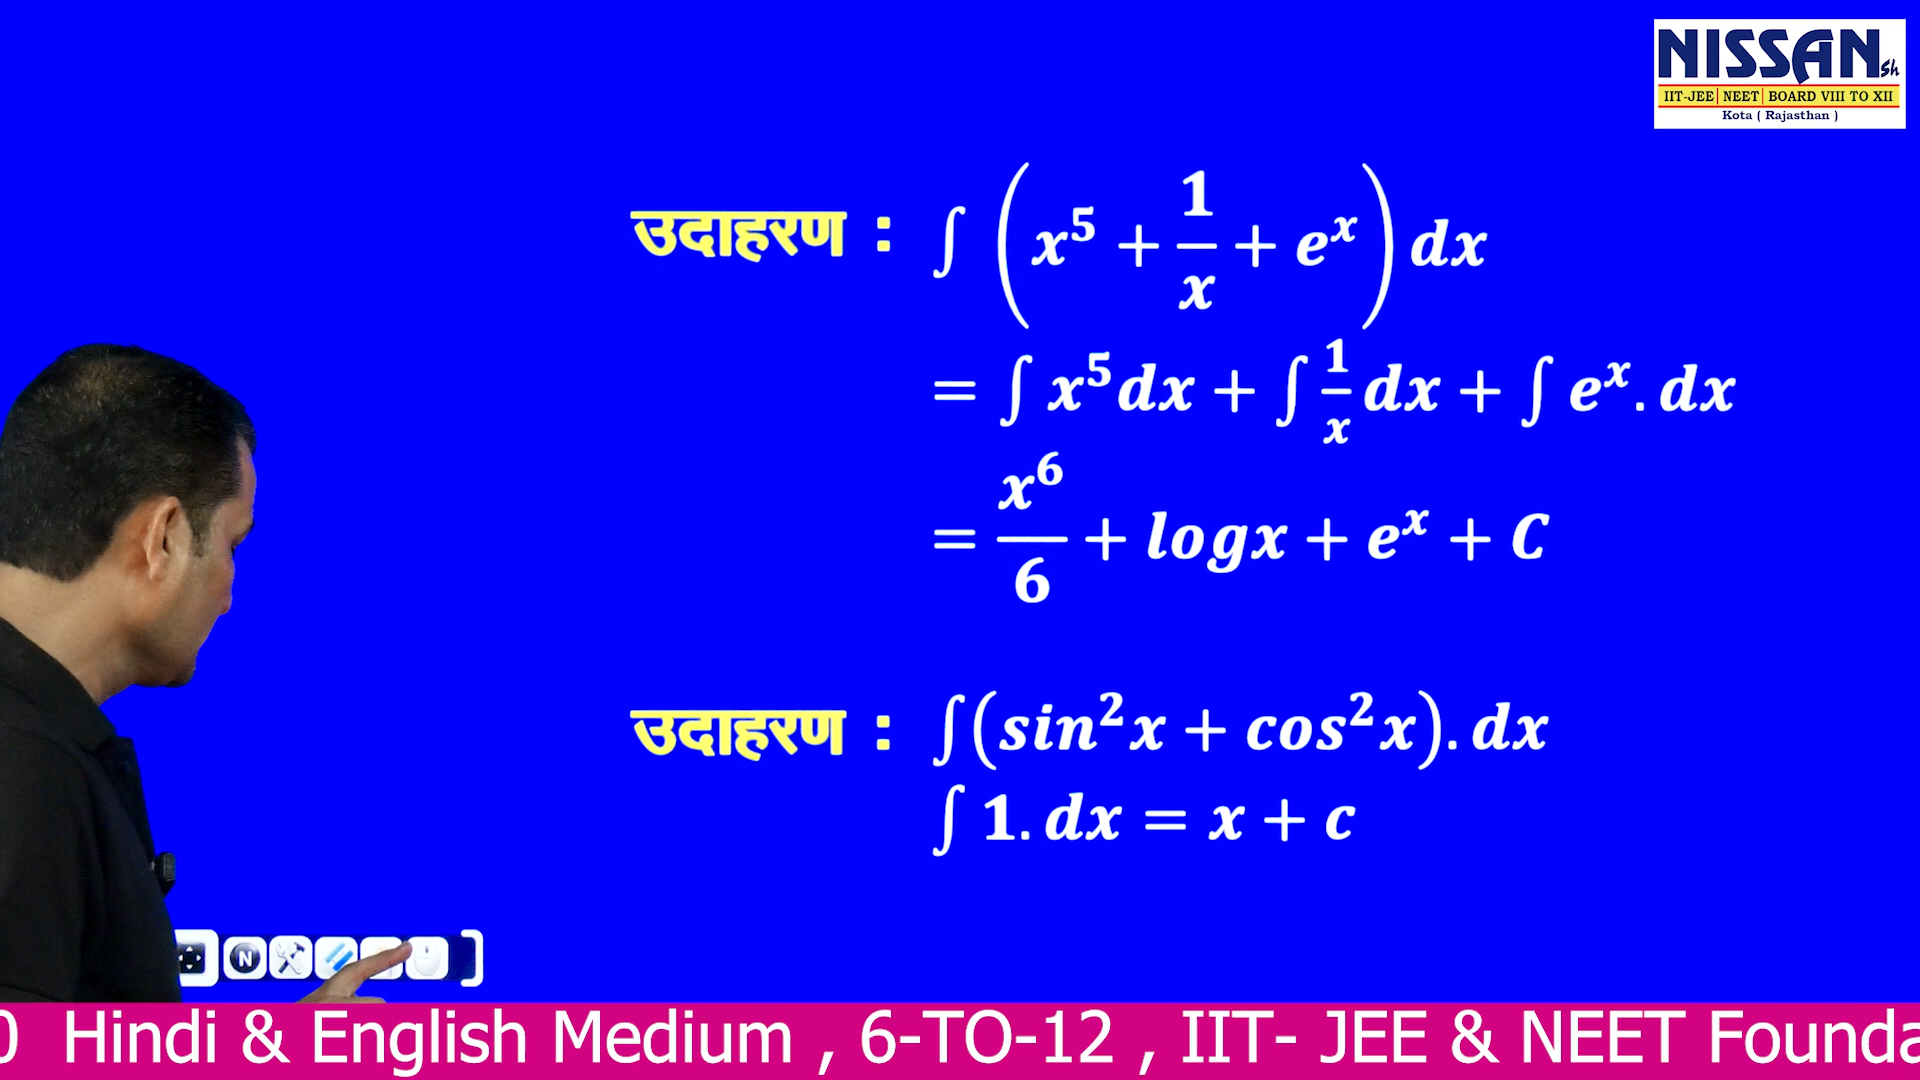 NISSANSh
IIT-JEE | NEET | BOARD VIII TO XII
Kota ( Rajasthan )
उदाहरण : ∫ (x⁵ + 1/x + eˣ) dx
= ∫ x⁵dx + ∫ 1/x dx + ∫ eˣ. dx
= x⁶/6 + logx + eˣ + C
उदाहरण : ∫(sin²x + cos²x). dx
∫ 1. dx = x + c
N
0 Hindi & English Medium , 6-TO-12 , IIT- JEE & NEET Founda